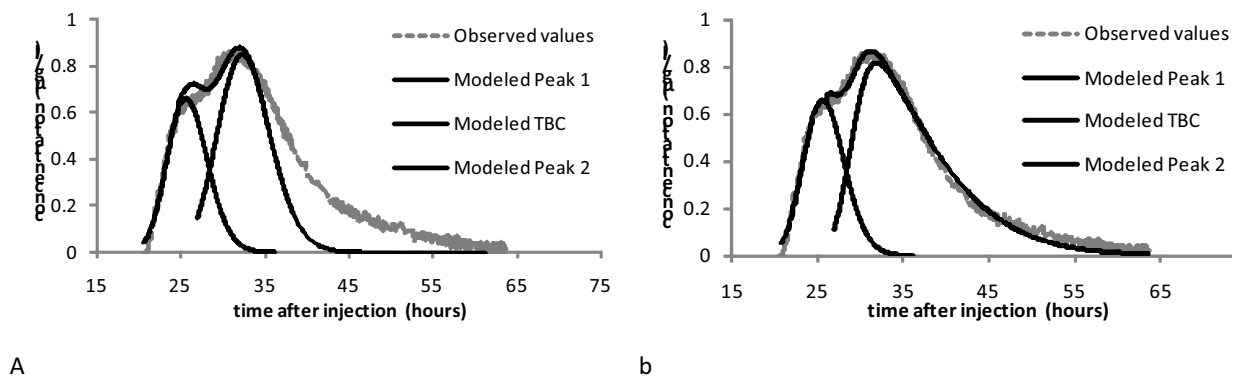 1
0.8
0.6
0.4
0.2
0
15
25
35
45
55
65
75
time after injection (hours)
Observed values
Modeled Peak 1
Modeled TBC
Modeled Peak 2
A
1
0.8
0.6
0.4
0.2
0
15
25
35
45
55
65
time after injection (hours)
Observed values
Modeled Peak 1
Modeled TBC
Modeled Peak 2
b